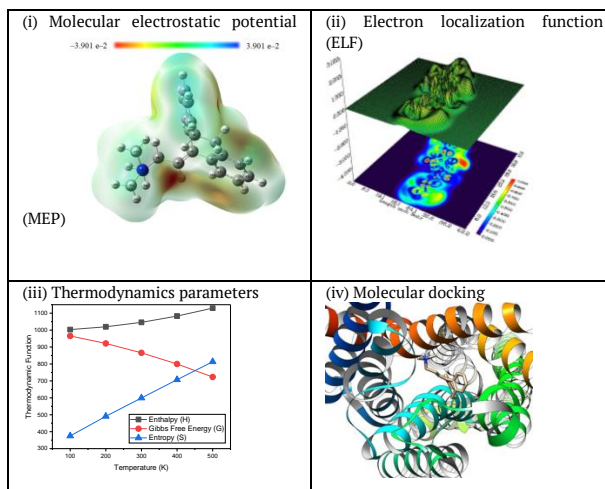 (i) Molecular electrostatic potential
−3.901 e−2 3.901 e−2
(MEP)
(ii) Electron localization function
(ELF)
(iii) Thermodynamics parameters
1100
1000
900
800
700
600
500
400
300
Thermodynamic Function
Enthalpy (H)
Gibbs Free Energy (G)
Entropy (S)
100 200 300 400 500
Temperature (K)
(iv) Molecular docking